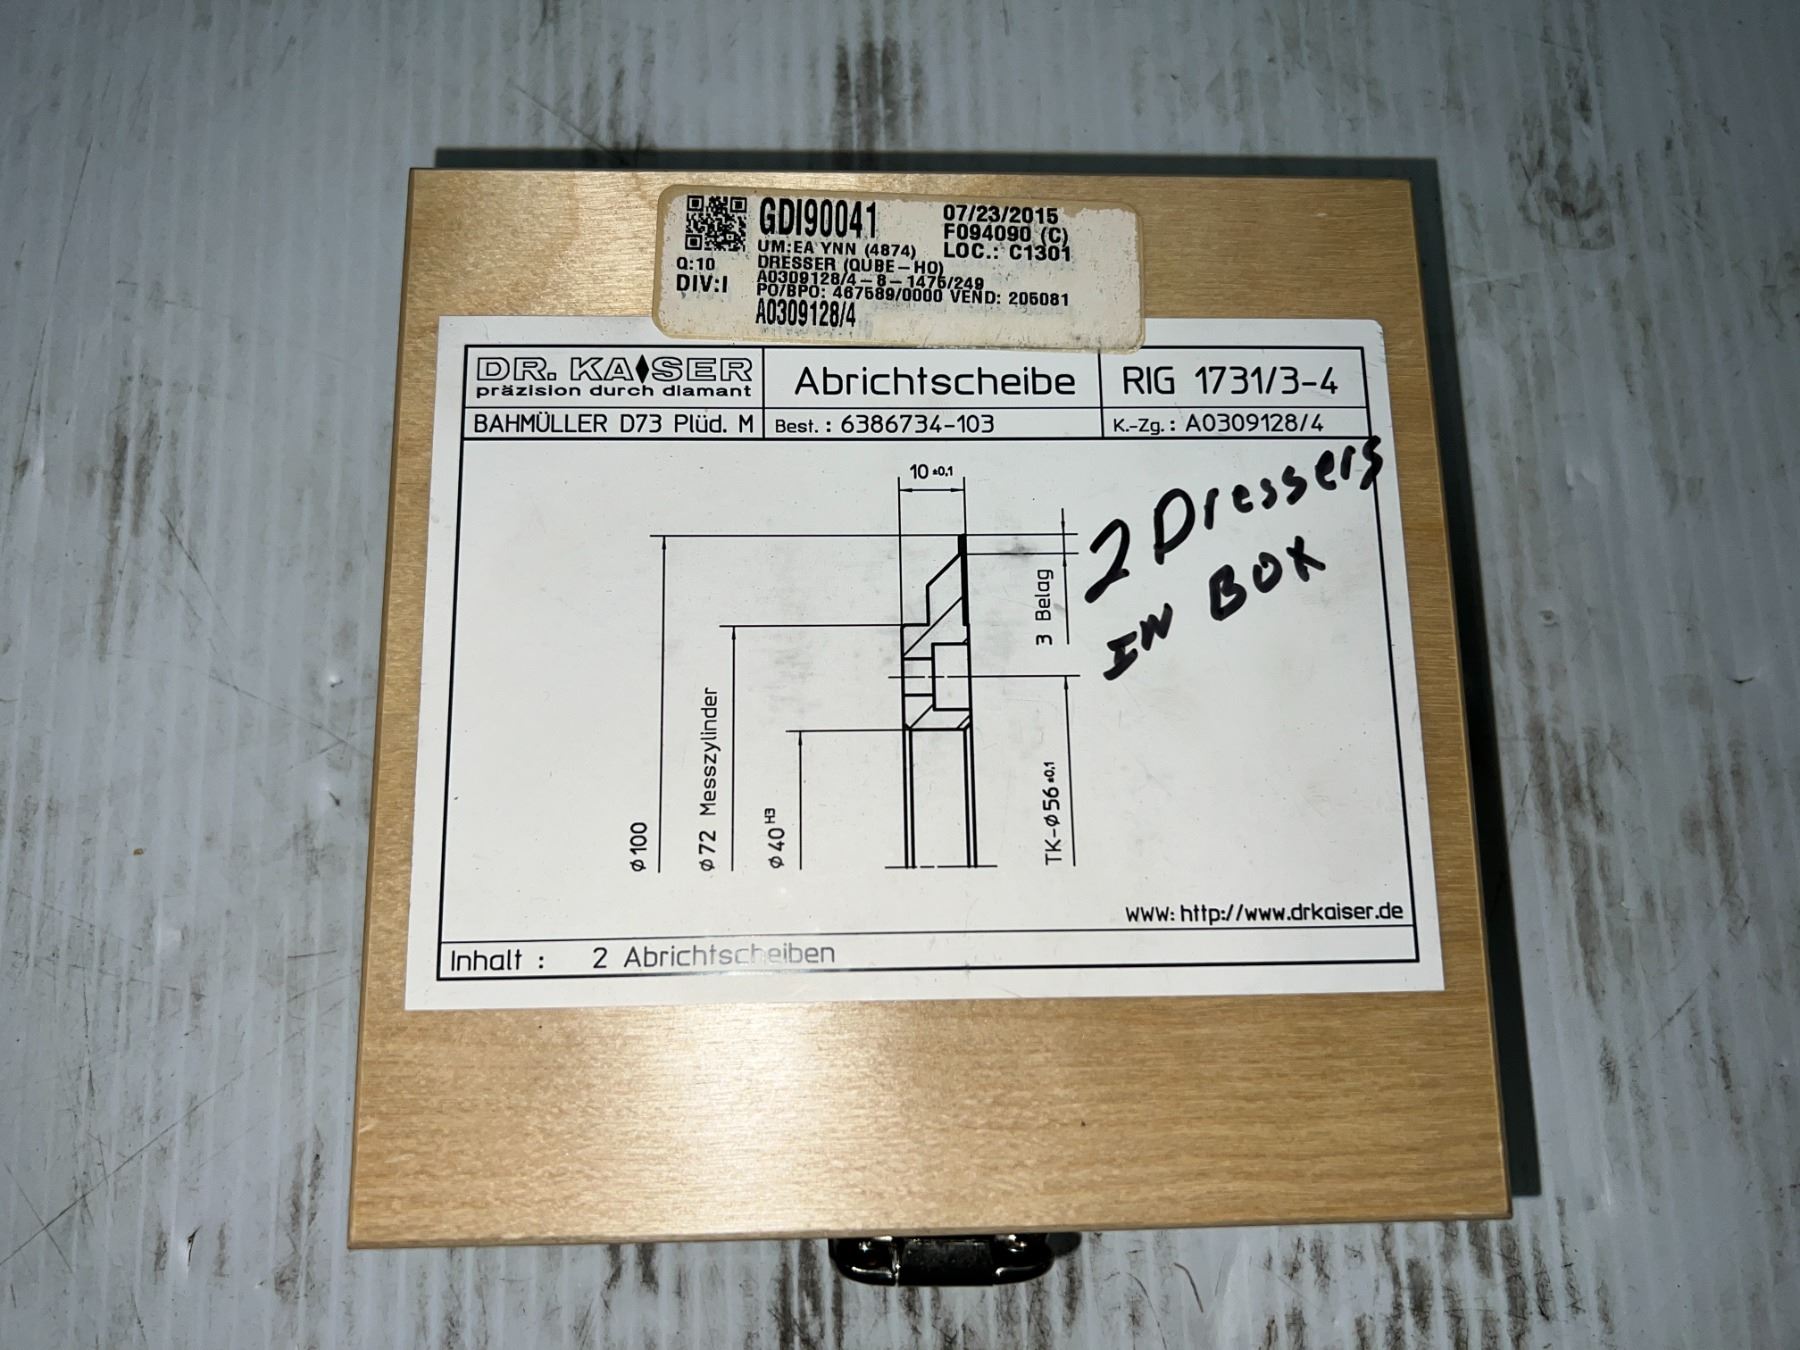 GDI90041
07/23/2015
F094090 (C)
UM:EA YNN (4874)
LOC.: C1301
Q:10
DRESSER (QUBE-HO)
DIV:I
A0309128/4-8-1475/249
PO/BPO: 467589/0000 VEND: 205081
A0309128/4
DR. KAISER
präzision durch diamant
Abrichtscheibe
RIG 1731/3-4
BAHMÜLLER D73 Plüd. M
Best.: 6386734-103
K.-Zg.: A0309128/4
10 ±0,1
2 Dressers
IN BOX
3 Belag
ø100
ø72 Messzylinder
ø40 H3
TK-ø56 ±0,1
WWW: http://www.drkaiser.de
Inhalt : 2 Abrichtscheiben